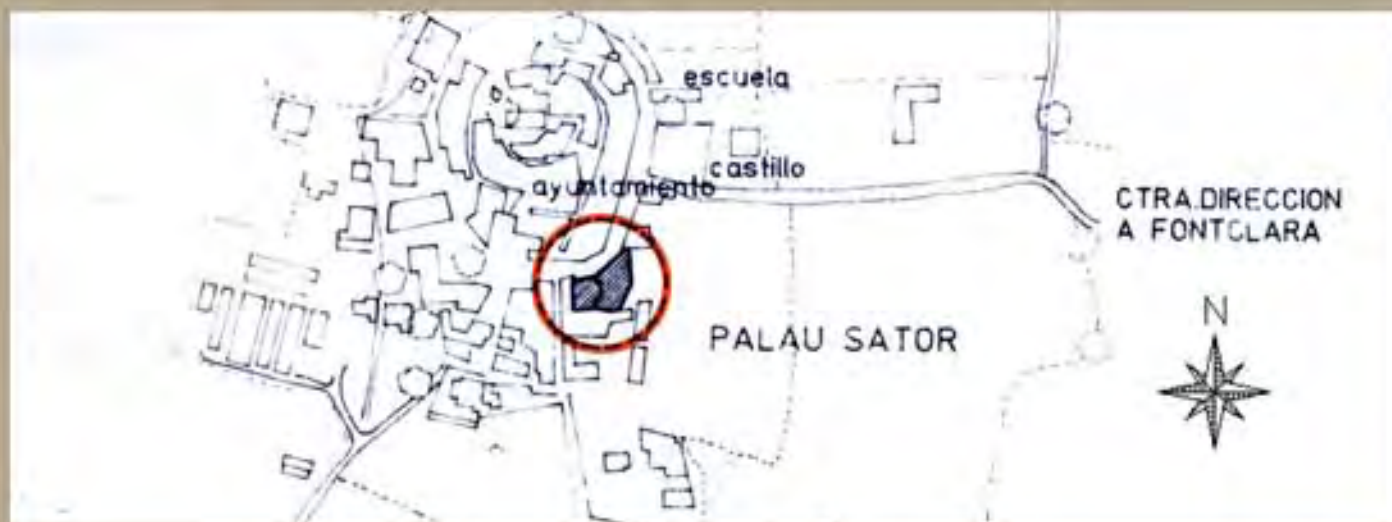 escuela
castillo
ayuntamiento
CTRA.DIRECCION
A FONTCLARA
PALAU SATOR
N